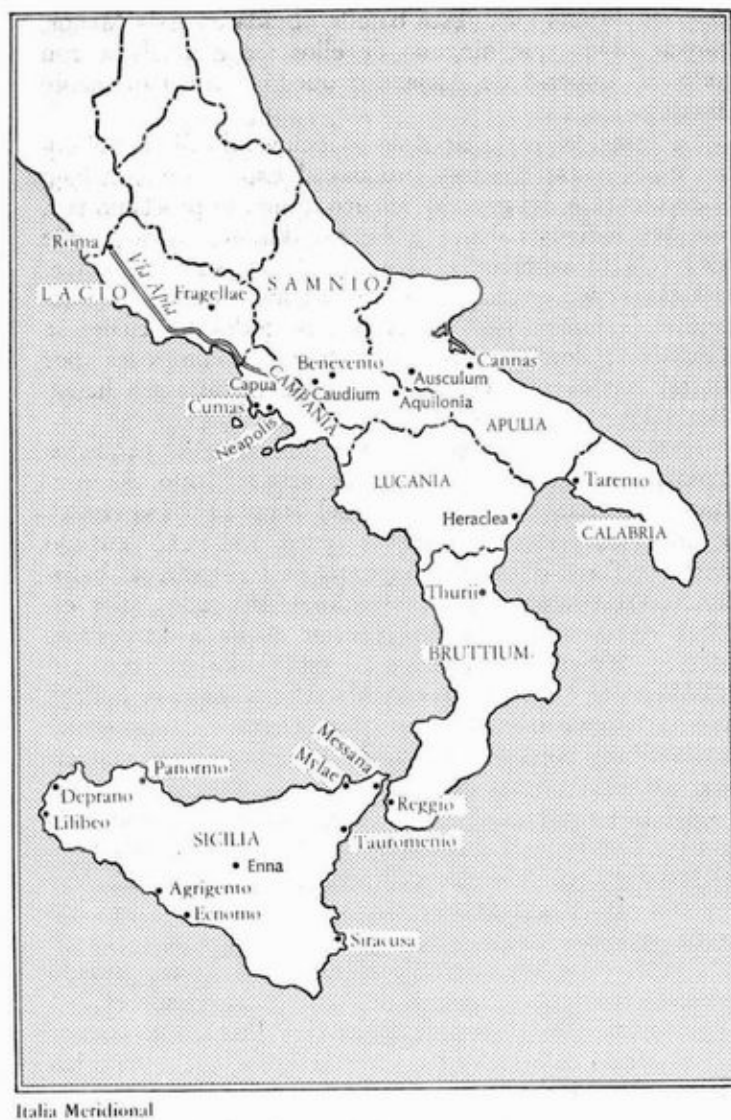 Roma
Via Apia
LACIO
Fragellae
SAMNIO
Benevento
Cannas
Capua
CAMPANIA
Caudium
Ausculum
Aquilonia
Cumas
Neapolis
APULIA
LUCANIA
Tarento
Heraclea
CALABRIA
Thurii
BRUTTIUM
Messana
Mylae
Panormo
Deprano
Reggio
Lilibeo
SICILIA
Tauromenio
Enna
Agrigento
Ecnomo
Siracusa
Italia Meridional